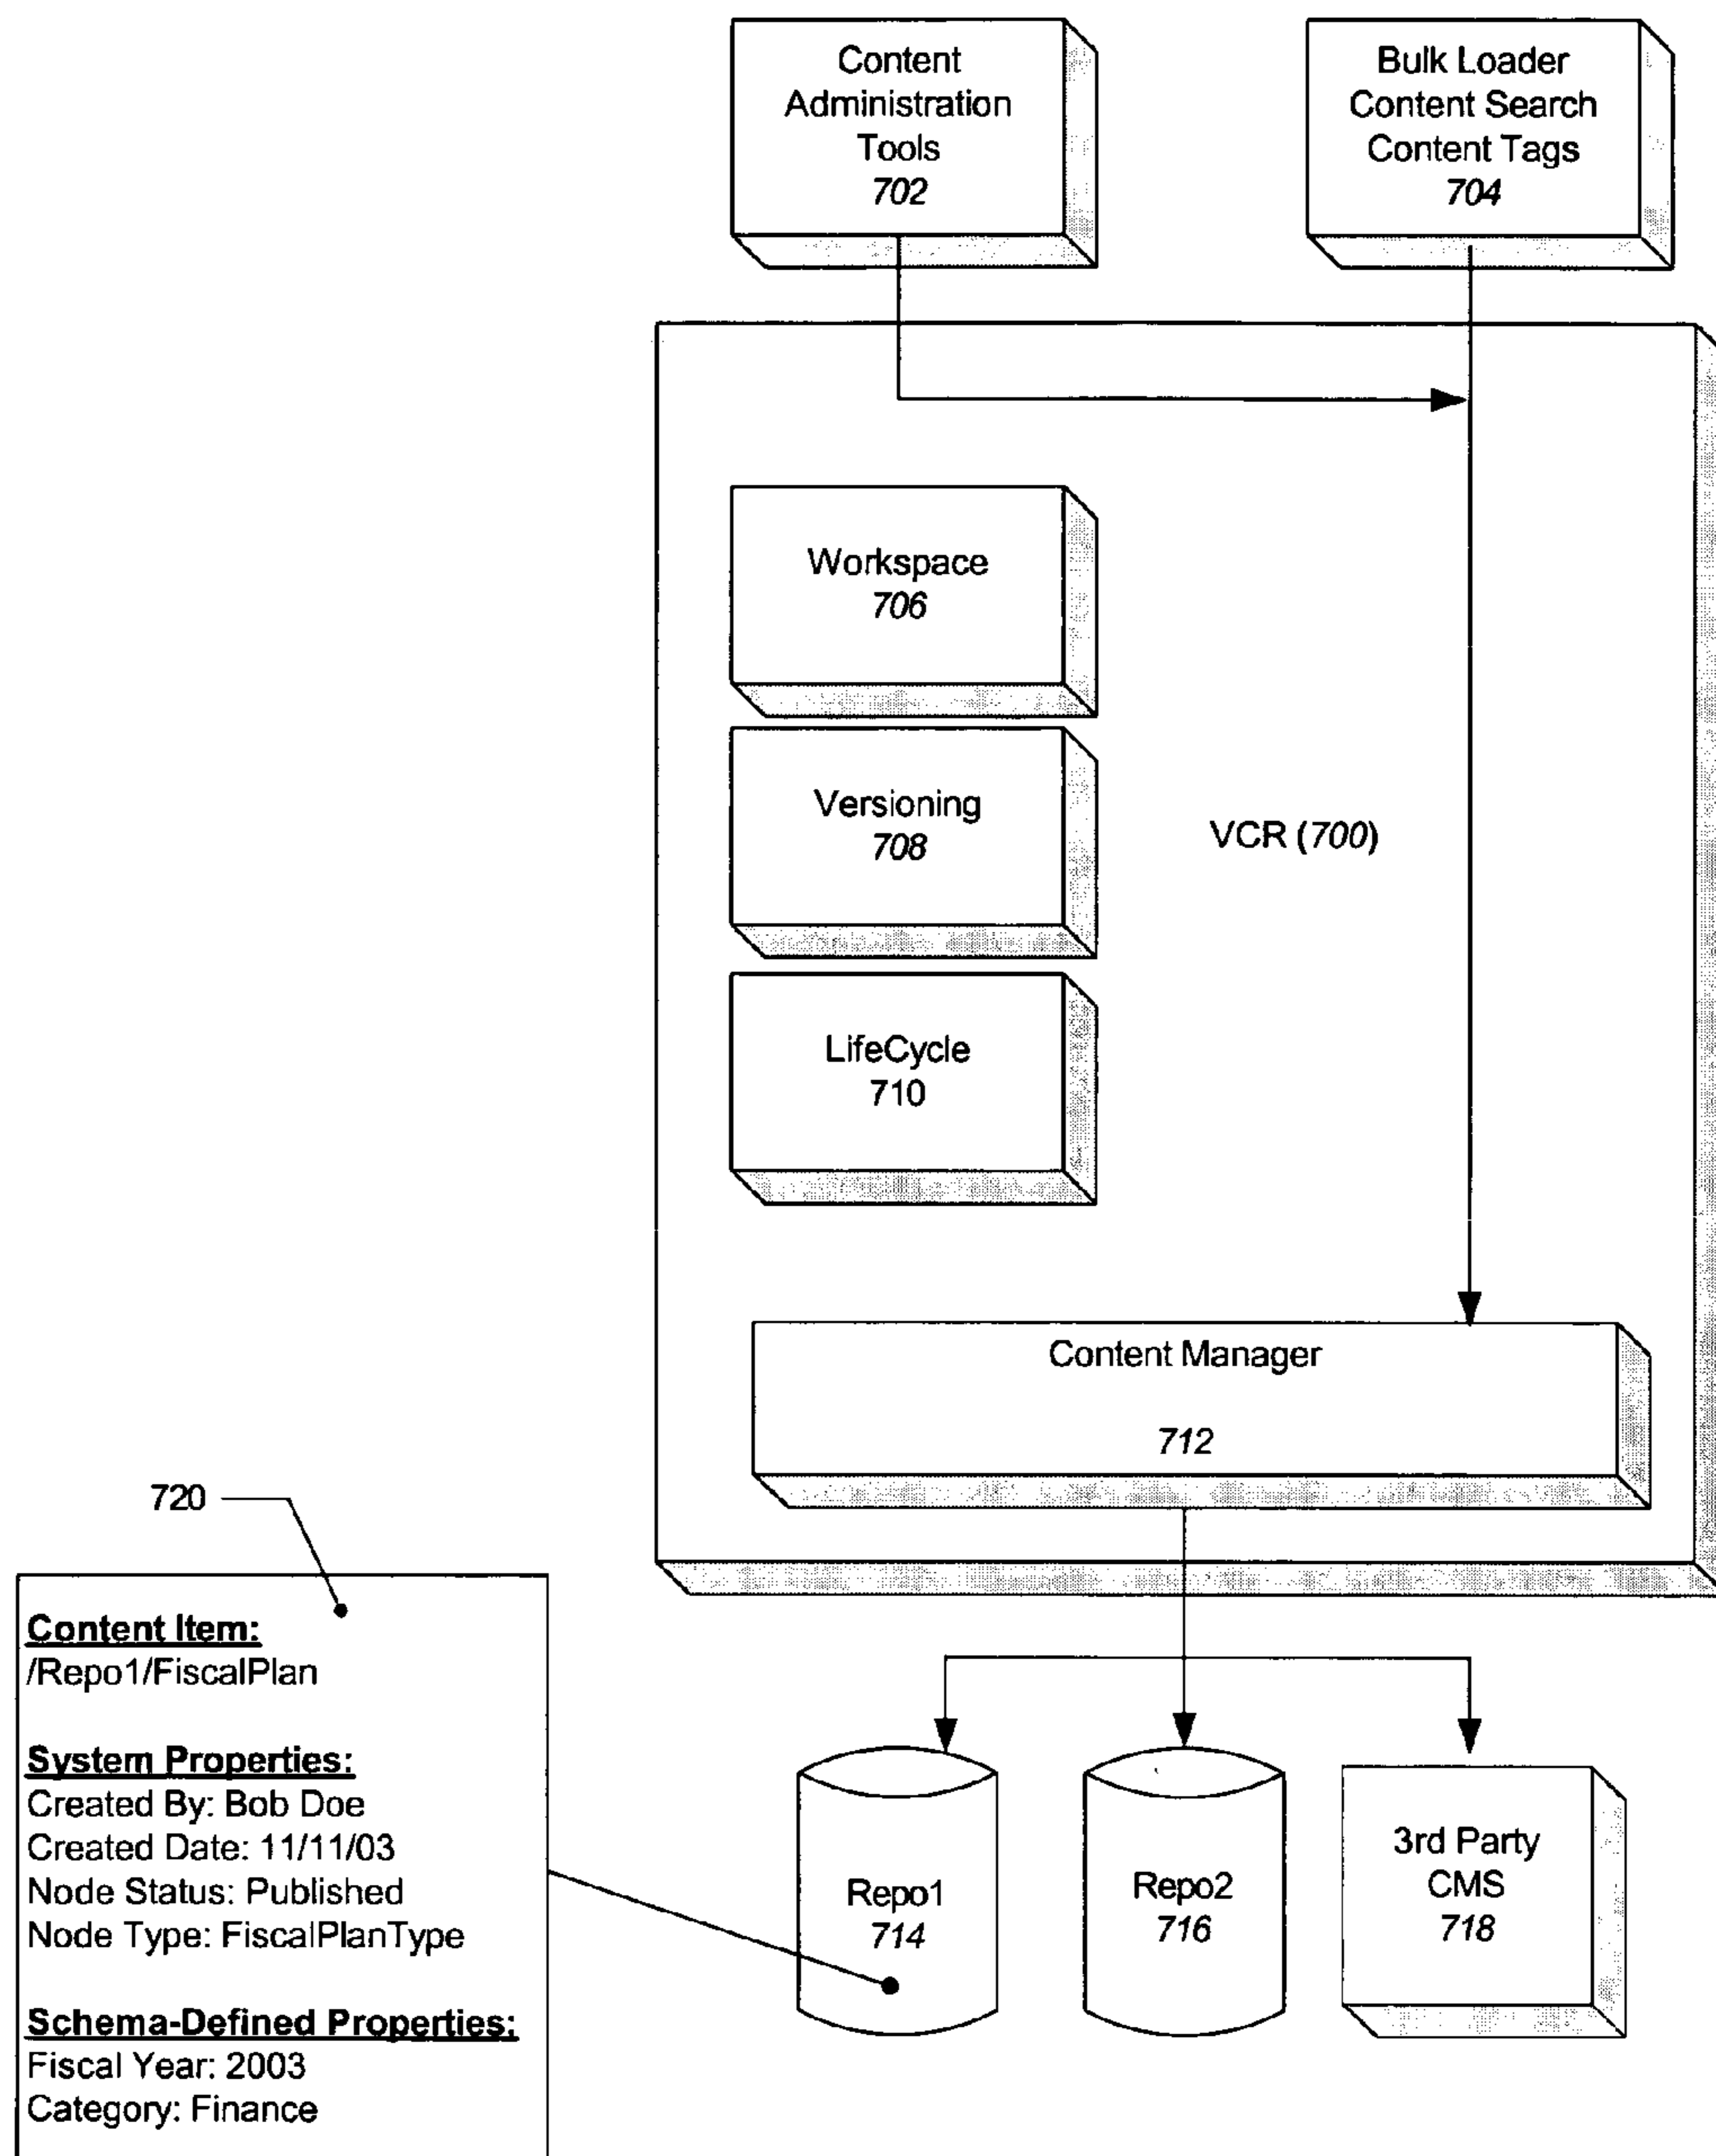 Content
Administration
Tools
702
Bulk Loader
Content Search
Content Tags
704
Workspace
706
Versioning
708
VCR (700)
LifeCycle
710
Content Manager
712
720
Content Item:
/Repo1/FiscalPlan
System Properties:
Created By: Bob Doe
Created Date: 11/11/03
Node Status: Published
Node Type: FiscalPlanType
Schema-Defined Properties:
Fiscal Year: 2003
Category: Finance
Repo1
714
Repo2
716
3rd Party
CMS
718